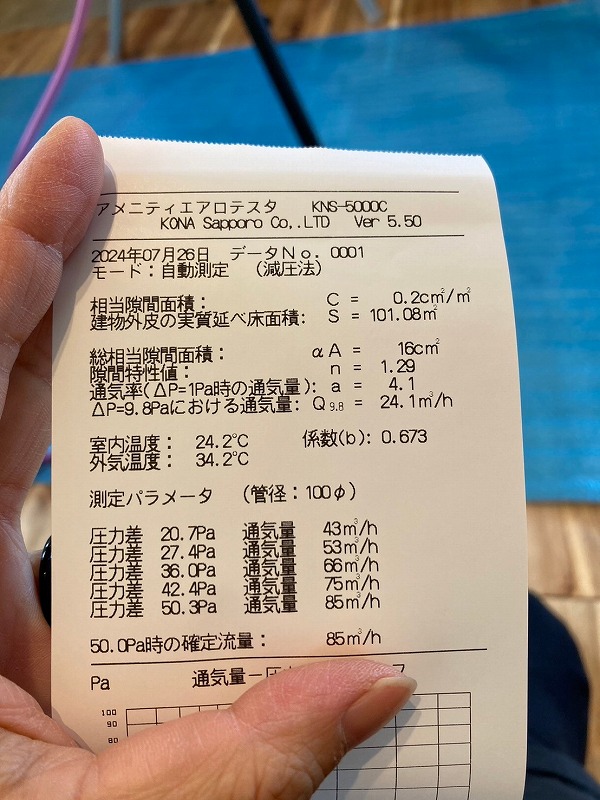 アメニティエアロテスタ KNS-5000C
KONA Sapporo Co,.LTD Ver 5.50
2024年07月26日 データNo. 0001
モード：自動測定 （減圧法）
相当隙間面積： C = 0.2cm²/m²
建物外皮の実質延べ床面積: S = 101.08m²
総相当隙間面積： αA = 16cm²
隙間特性値： n = 1.29
通気率(ΔP=1Pa時の通気量): a = 4.1
ΔP=9.8Paにおける通気量: Q9.8 = 24.1m³/h
室内温度： 24.2℃ 係数(b): 0.673
外気温度： 34.2℃
測定パラメータ （管径：100φ）
圧力差 20.7Pa 通気量 43m³/h
圧力差 27.4Pa 通気量 53m³/h
圧力差 36.0Pa 通気量 66m³/h
圧力差 42.4Pa 通気量 75m³/h
圧力差 50.3Pa 通気量 85m³/h
50.0Pa時の確定流量： 85m³/h
Pa 通気量－圧
100
90
80